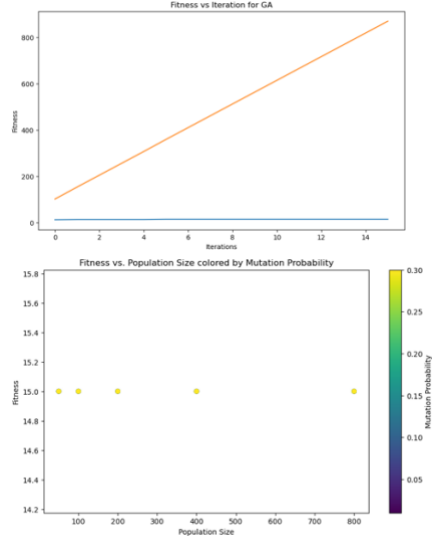 Fitness vs Iteration for GA
800
600
400
200
0
Fitness
0 2 4 6 8 10 12 14
Iterations
Fitness vs. Population Size colored by Mutation Probability
15.8
15.6
15.4
15.2
15.0
14.8
14.6
14.4
14.2
Fitness
100 200 300 400 500 600 700 800
Population Size
0.30
0.25
0.20
0.15
0.10
0.05
Mutation Probability